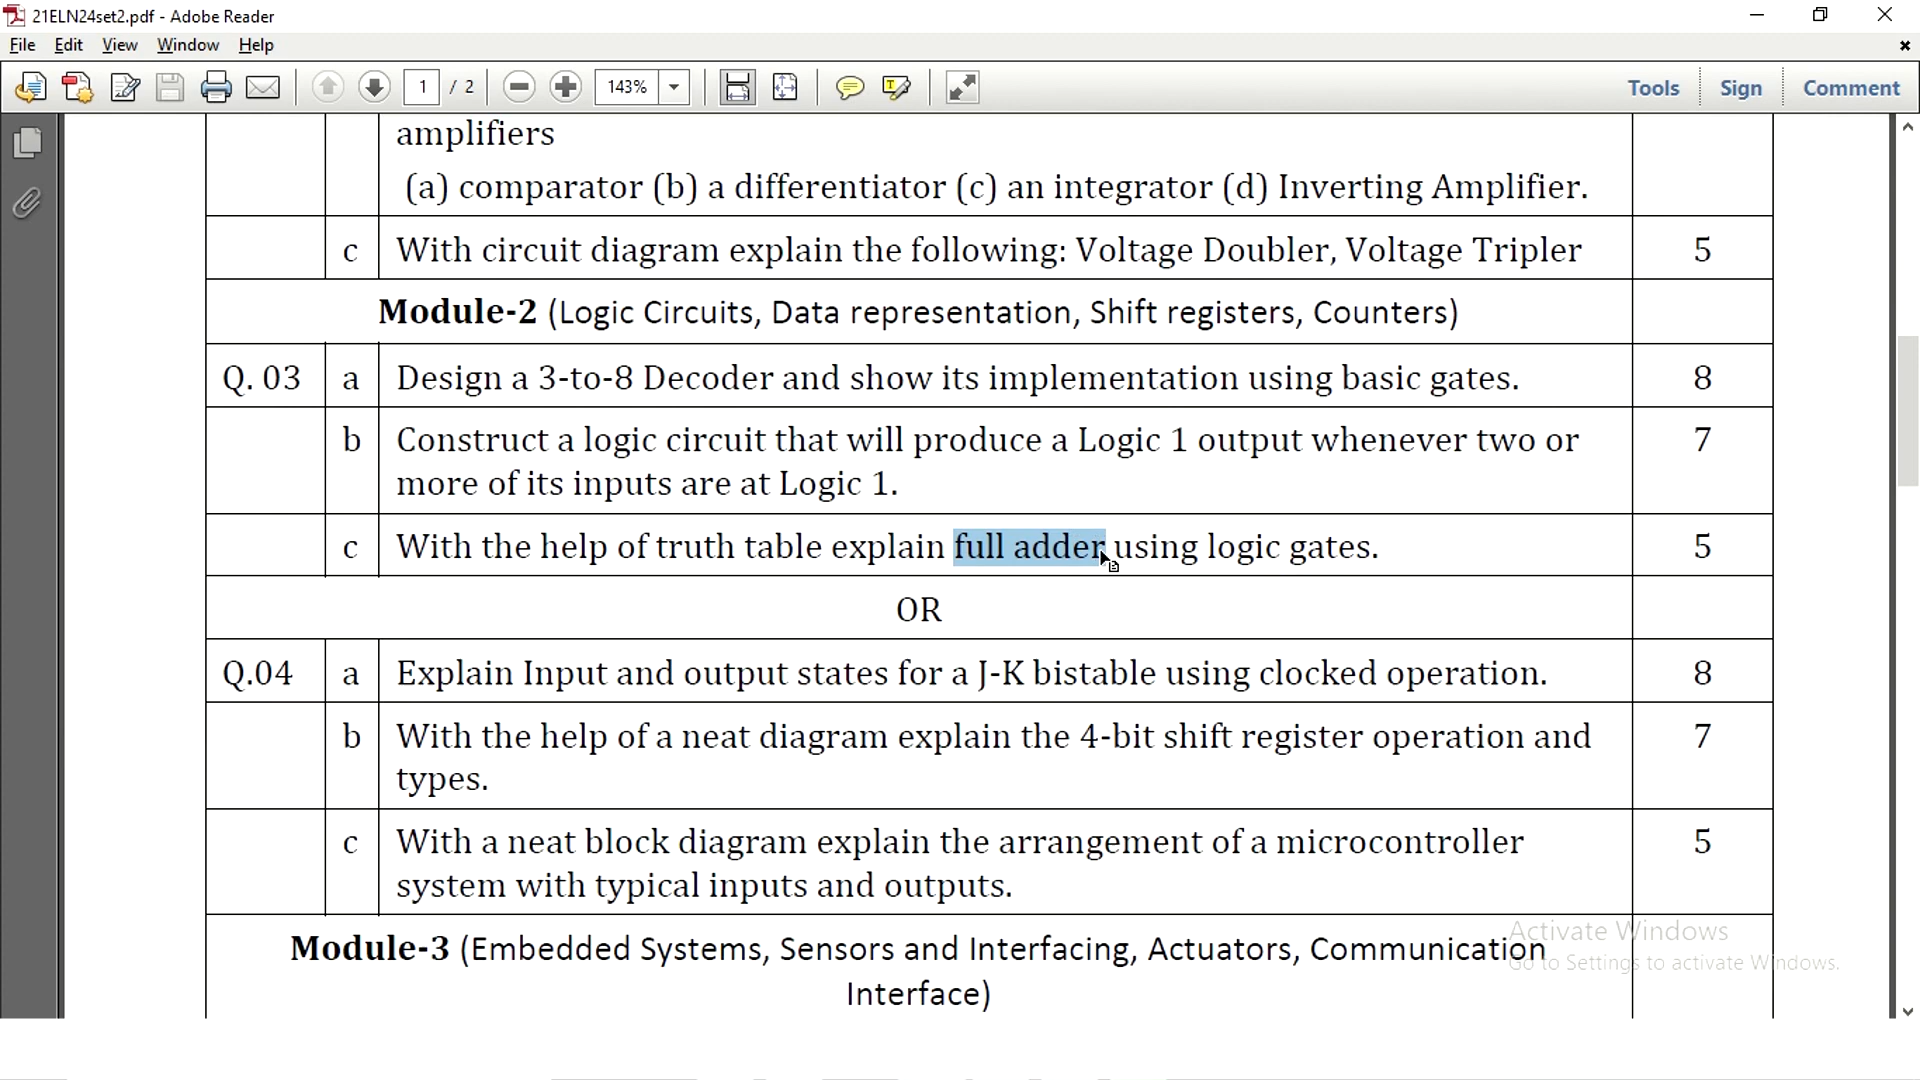 21ELN24set2.pdf - Adobe Reader
File Edit View Window Help
1 / 2 143% Tools Sign Comment
amplifiers
(a) comparator (b) a differentiator (c) an integrator (d) Inverting Amplifier.
c With circuit diagram explain the following: Voltage Doubler, Voltage Tripler 5
Module-2 (Logic Circuits, Data representation, Shift registers, Counters)
Q. 03 a Design a 3-to-8 Decoder and show its implementation using basic gates. 8
b Construct a logic circuit that will produce a Logic 1 output whenever two or 7
more of its inputs are at Logic 1.
c With the help of truth table explain full adder using logic gates. 5
OR
Q.04 a Explain Input and output states for a J-K bistable using clocked operation. 8
b With the help of a neat diagram explain the 4-bit shift register operation and 7
types.
c With a neat block diagram explain the arrangement of a microcontroller 5
system with typical inputs and outputs.
Module-3 (Embedded Systems, Sensors and Interfacing, Actuators, Communication
Interface)
Activate Windows
Go to Settings to activate Windows.